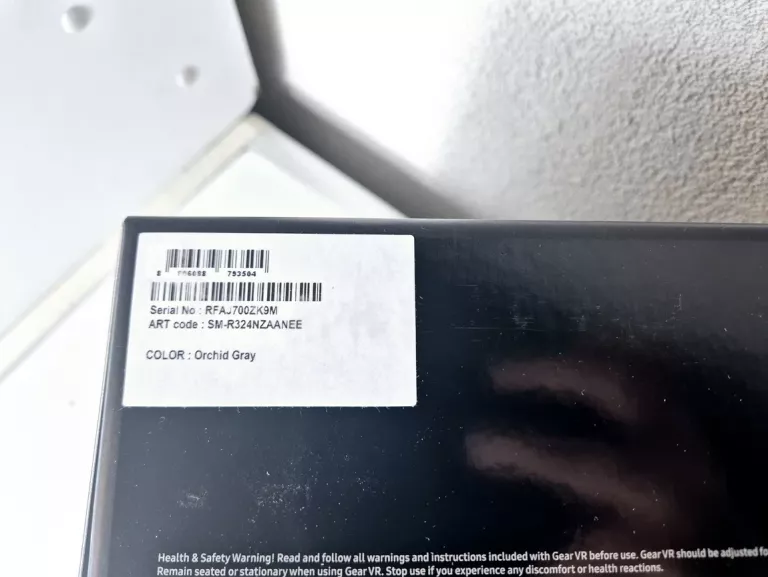 793504
Serial No : RFAJ700ZK9M
ART code : SM-R324NZAANEE
COLOR : Orchid Gray
Health & Safety Warning! Read and follow all warnings and instructions included with Gear VR before use. Gear VR should be adjusted
Remain seated or stationary when using Gear VR. Stop use if you experience any discomfort or health reactions.